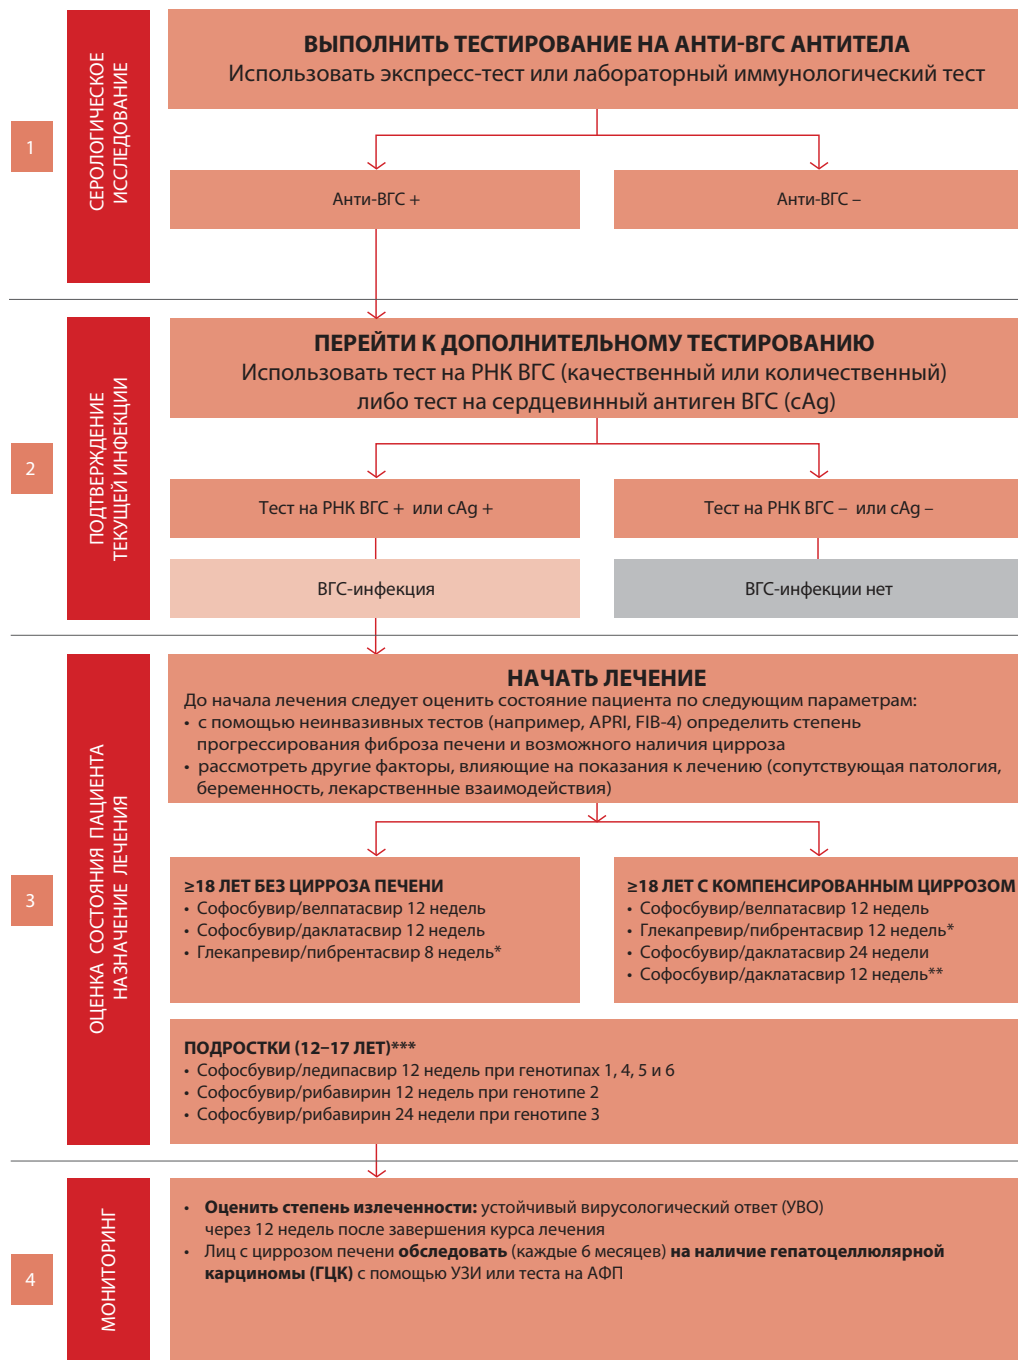 1
СЕРОЛОГИЧЕСКОЕ
ИССЛЕДОВАНИЕ
ВЫПОЛНИТЬ ТЕСТИРОВАНИЕ НА АНТИ-ВГС АНТИТЕЛА
Использовать экспресс-тест или лабораторный иммунологический тест
Анти-ВГС +
Анти-ВГС –
2
ПОДТВЕРЖДЕНИЕ
ТЕКУЩЕЙ ИНФЕКЦИИ
ПЕРЕЙТИ К ДОПОЛНИТЕЛЬНОМУ ТЕСТИРОВАНИЮ
Использовать тест на РНК ВГС (качественный или количественный)
либо тест на сердцевинный антиген ВГС (cAg)
Тест на РНК ВГС + или cAg +
Тест на РНК ВГС – или cAg –
ВГС-инфекция
ВГС-инфекции нет
3
ОЦЕНКА СОСТОЯНИЯ ПАЦИЕНТА
НАЗНАЧЕНИЕ ЛЕЧЕНИЯ
НАЧАТЬ ЛЕЧЕНИЕ
До начала лечения следует оценить состояние пациента по следующим параметрам:
• с помощью неинвазивных тестов (например, APRI, FIB-4) определить степень
прогрессирования фиброза печени и возможного наличия цирроза
• рассмотреть другие факторы, влияющие на показания к лечению (сопутствующая патология,
беременность, лекарственные взаимодействия)
≥18 ЛЕТ БЕЗ ЦИРРОЗА ПЕЧЕНИ
• Софосбувир/велпатасвир 12 недель
• Софосбувир/даклатасвир 12 недель
• Глекапревир/пибрентасвир 8 недель*
≥18 ЛЕТ С КОМПЕНСИРОВАННЫМ ЦИРРОЗОМ
• Софосбувир/велпатасвир 12 недель
• Глекапревир/пибрентасвир 12 недель*
• Софосбувир/даклатасвир 24 недели
• Софосбувир/даклатасвир 12 недель**
ПОДРОСТКИ (12–17 ЛЕТ)***
• Софосбувир/ледипасвир 12 недель при генотипах 1, 4, 5 и 6
• Софосбувир/рибавирин 12 недель при генотипе 2
• Софосбувир/рибавирин 24 недели при генотипе 3
4
МОНИТОРИНГ
• Оценить степень излеченности: устойчивый вирусологический ответ (УВО)
через 12 недель после завершения курса лечения
• Лиц с циррозом печени обследовать (каждые 6 месяцев) на наличие гепатоцеллюлярной
карциномы (ГЦК) с помощью УЗИ или теста на АФП